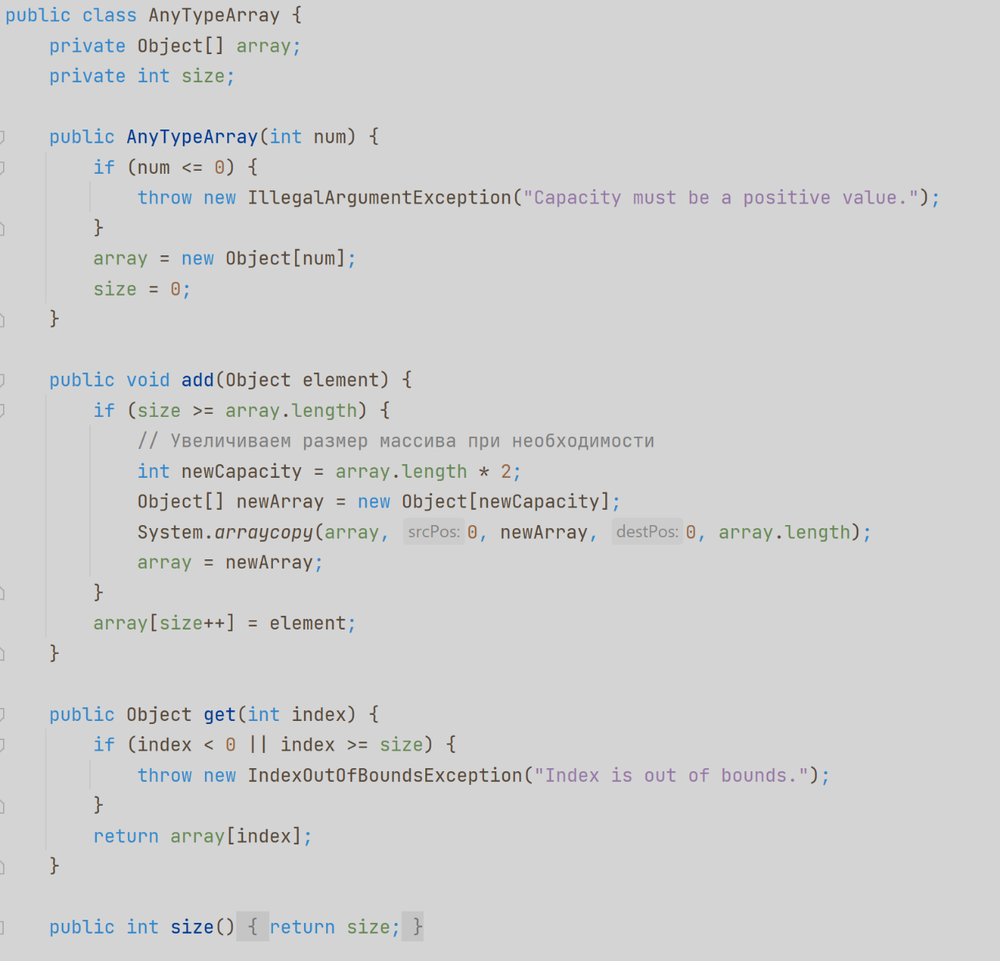 public class AnyTypeArray {
    private Object[] array;
    private int size;

    public AnyTypeArray(int num) {
        if (num <= 0) {
            throw new IllegalArgumentException("Capacity must be a positive value.");
        }
        array = new Object[num];
        size = 0;
    }

    public void add(Object element) {
        if (size >= array.length) {
            // Увеличиваем размер массива при необходимости
            int newCapacity = array.length * 2;
            Object[] newArray = new Object[newCapacity];
            System.arraycopy(array, srcPos: 0, newArray, destPos: 0, array.length);
            array = newArray;
        }
        array[size++] = element;
    }

    public Object get(int index) {
        if (index < 0 || index >= size) {
            throw new IndexOutOfBoundsException("Index is out of bounds.");
        }
        return array[index];
    }

    public int size() { return size; }